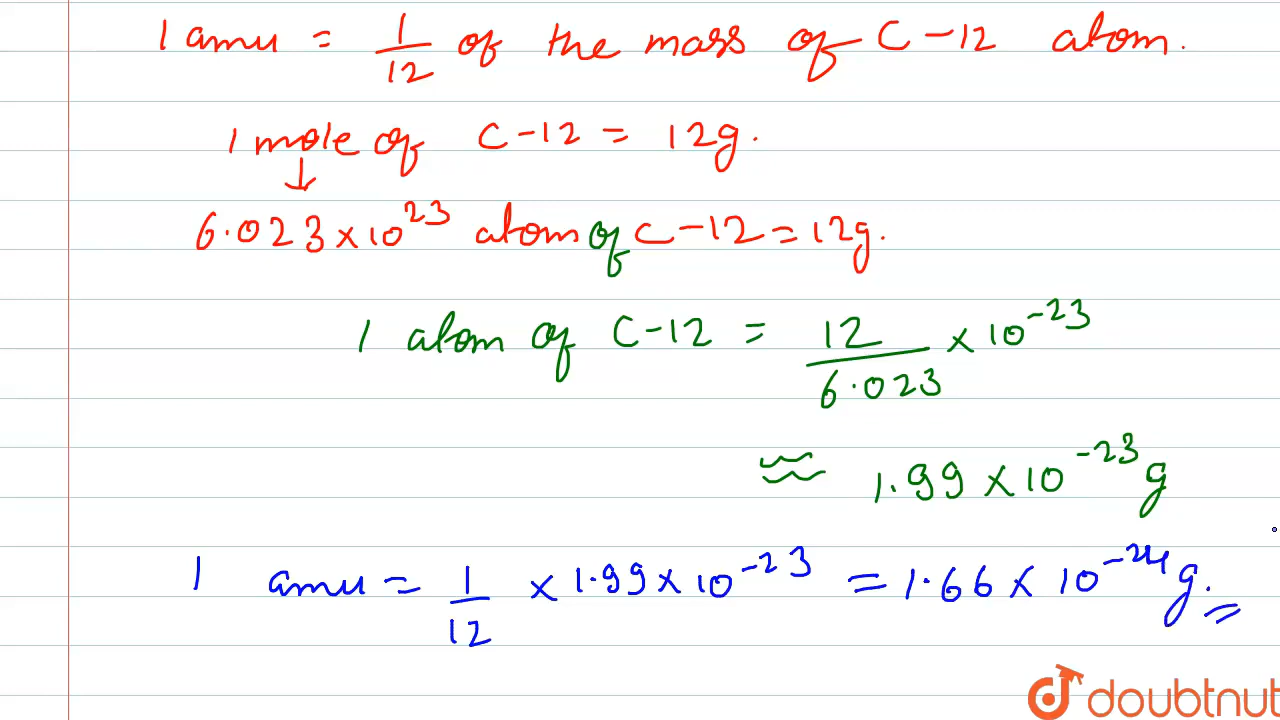 1 amu = 1/12 of the mass of C-12 atom.
1 mole of C-12 = 12g.
↓
6.023×10^23 atom of C-12 = 12g.
1 atom of C-12 = 12/6.023 × 10^-23
≈ 1.99 × 10^-23 g
1 amu = 1/12 × 1.99 × 10^-23 = 1.66 × 10^-24 g.
doubtnut